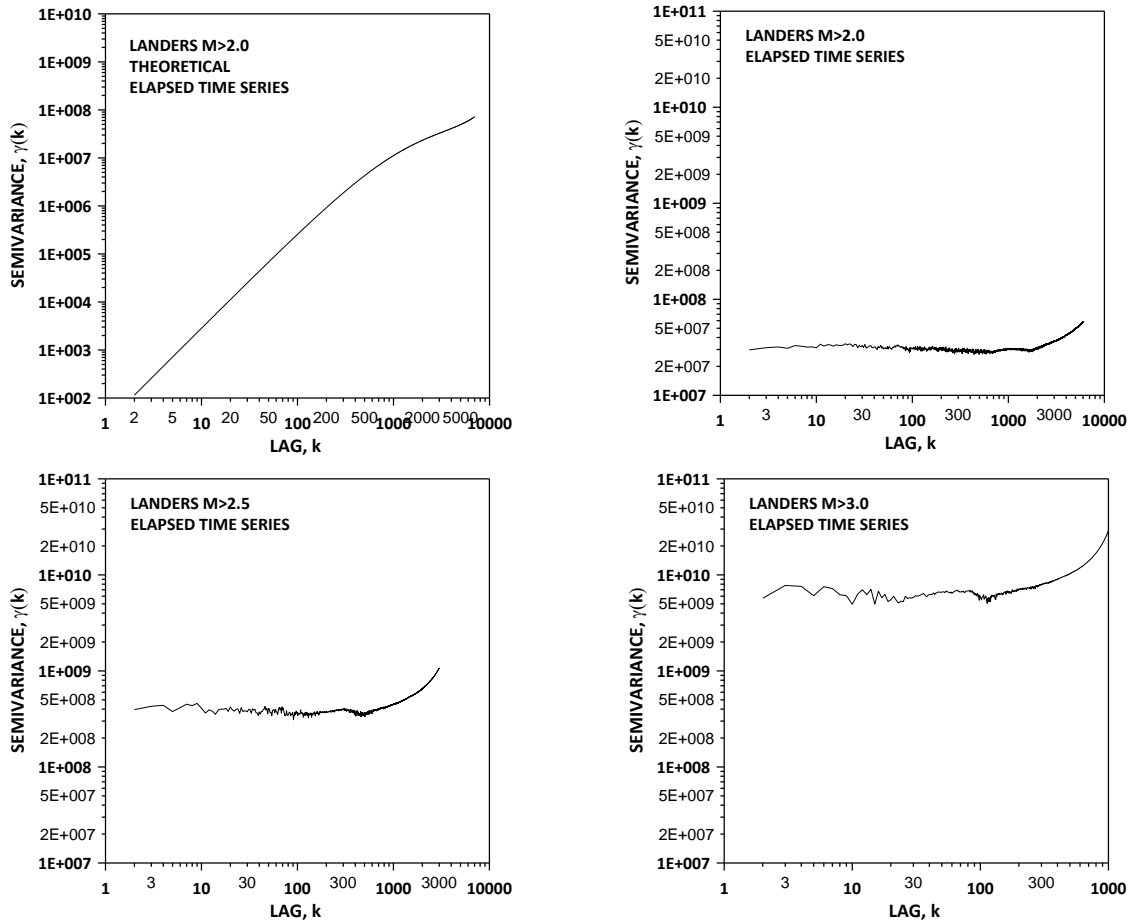 LANDERS M>2.0
THEORETICAL
ELAPSED TIME SERIES
SEMIVARIANCE, γ(k)
1E+010
1E+009
1E+008
1E+007
1E+006
1E+005
1E+004
1E+003
1E+002
1 2 5 10 20 50 100 200 500 1000 2000 5000 10000
LAG, k
LANDERS M>2.0
ELAPSED TIME SERIES
SEMIVARIANCE, γ(k)
1E+011
5E+010
2E+010
1E+010
5E+009
2E+009
1E+009
5E+008
2E+008
1E+008
5E+007
2E+007
1E+007
1 3 10 30 100 300 1000 3000 10000
LAG, k
LANDERS M>2.5
ELAPSED TIME SERIES
SEMIVARIANCE, γ(k)
1E+011
5E+010
2E+010
1E+010
5E+009
2E+009
1E+009
5E+008
2E+008
1E+008
5E+007
2E+007
1E+007
1 3 10 30 100 300 1000 3000 10000
LAG, k
LANDERS M>3.0
ELAPSED TIME SERIES
SEMIVARIANCE, γ(k)
1E+011
5E+010
2E+010
1E+010
5E+009
2E+009
1E+009
5E+008
2E+008
1E+008
5E+007
2E+007
1E+007
1 3 10 30 100 300 1000
LAG, k